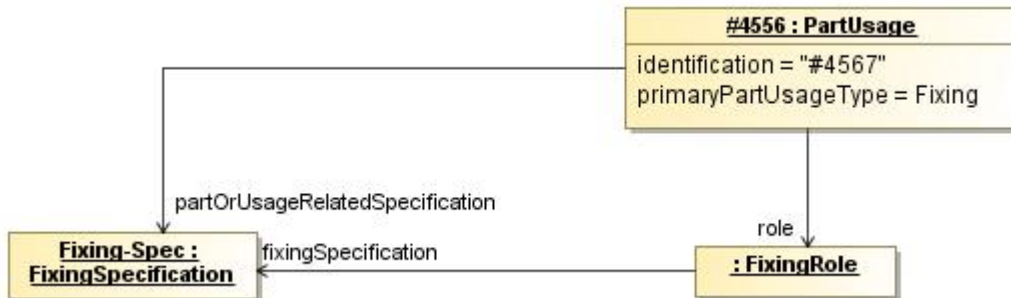 #4556 : PartUsage
identification = "#4567"
primaryPartUsageType = Fixing
partOrUsageRelatedSpecification
role
Fixing-Spec :
FixingSpecification
fixingSpecification
: FixingRole